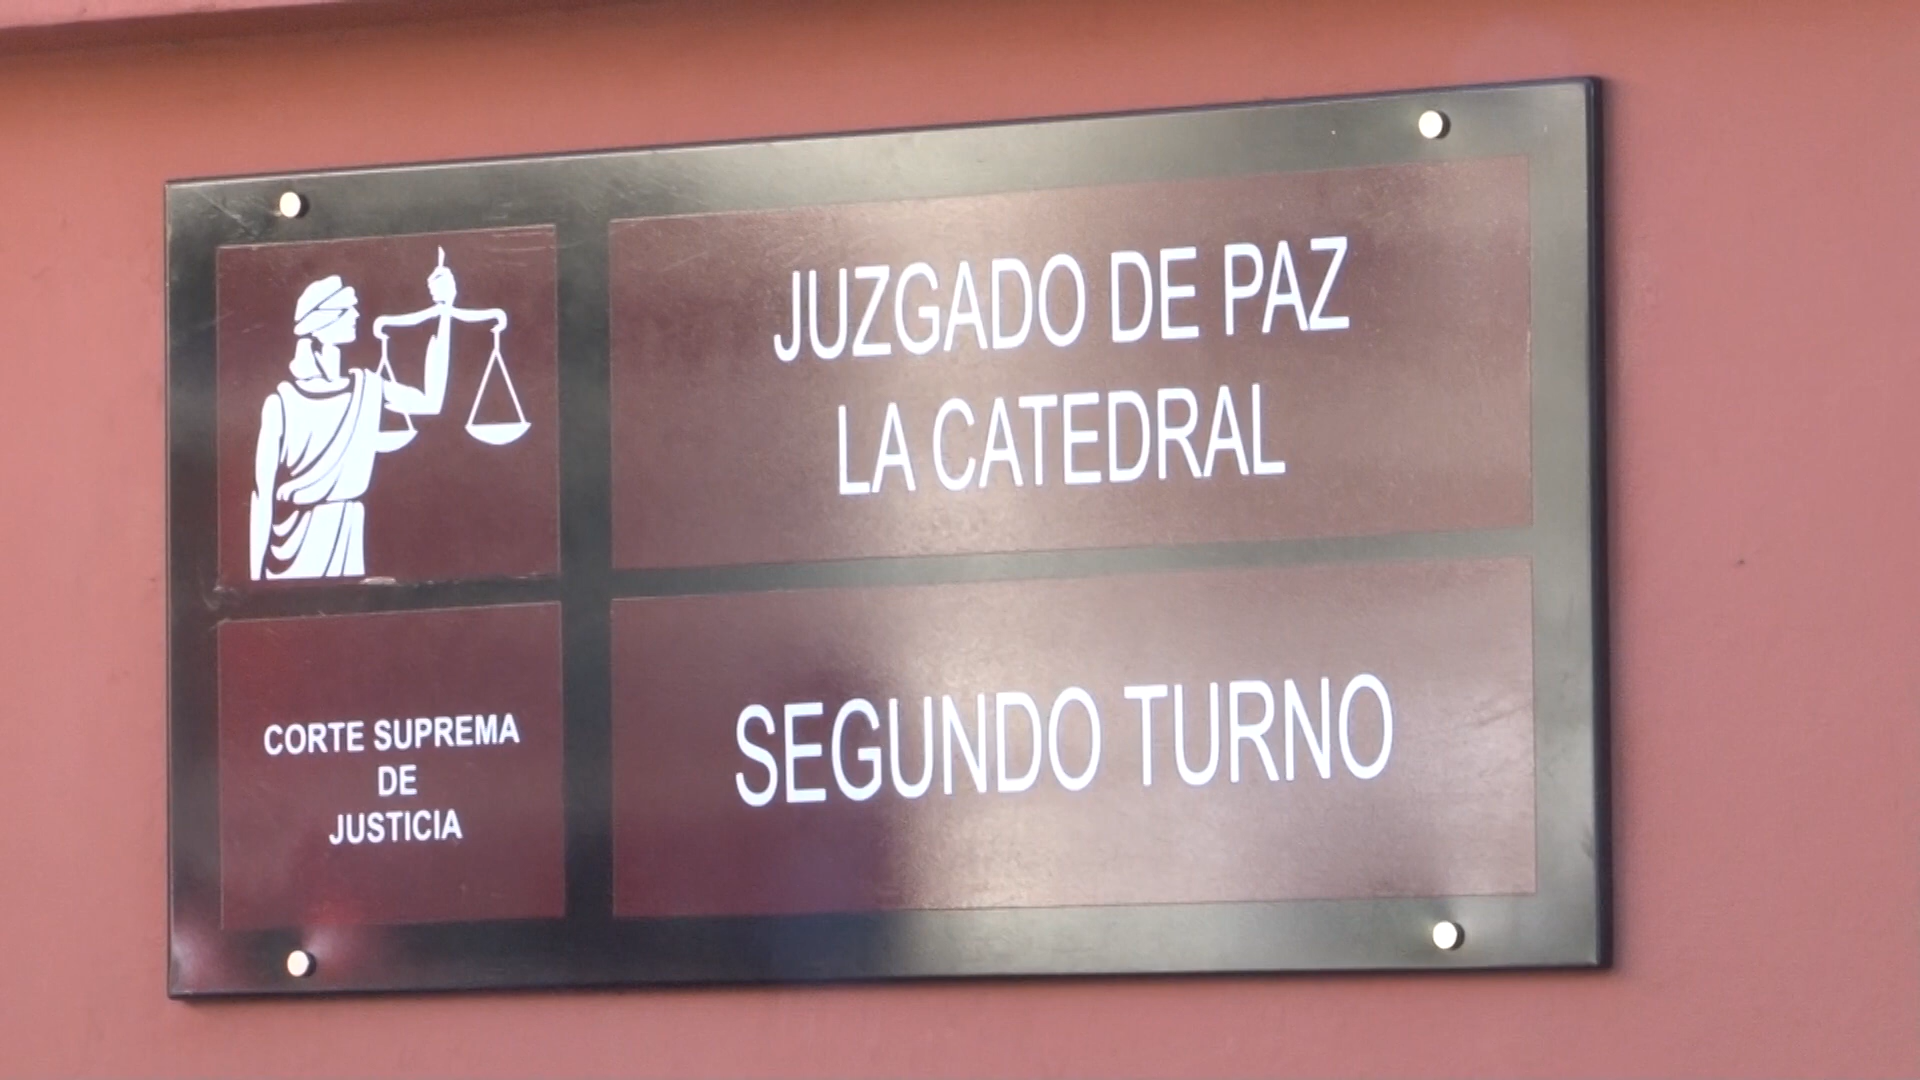 JUZGADO DE PAZ
LA CATEDRAL
SEGUNDO TURNO
CORTE SUPREMA
DE
JUSTICIA